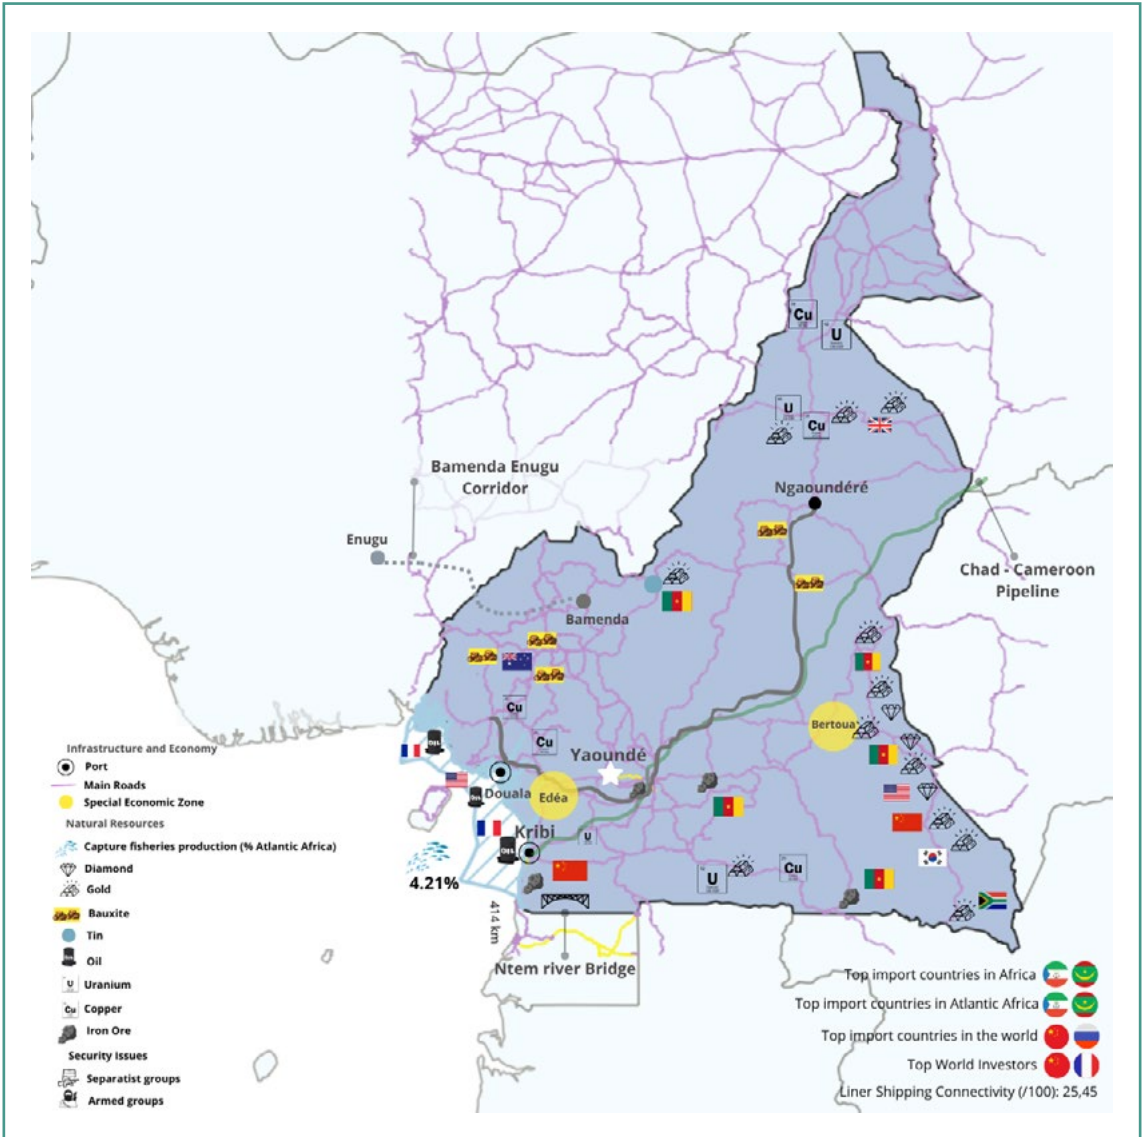 Cu
U
U
Cu
Bamenda Enugu
Corridor
Ngaoundéré
Enugu
Chad - Cameroon
Pipeline
Bamenda
Cu
Bertoua
Cu
Yaoundé
Douala
Edéa
Kribi
U
4.21%
Cu
U
414 km
Ntem river Bridge
Infrastructure and Economy
Port
Main Roads
Special Economic Zone
Natural Resources
Capture fisheries production (% Atlantic Africa)
Diamond
Gold
Bauxite
Tin
Oil
U Uranium
Cu Copper
Iron Ore
Security Issues
Separatist groups
Armed groups
Top import countries in Africa
Top import countries in Atlantic Africa
Top import countries in the world
Top World Investors
Liner Shipping Connectivity (/100): 25,45